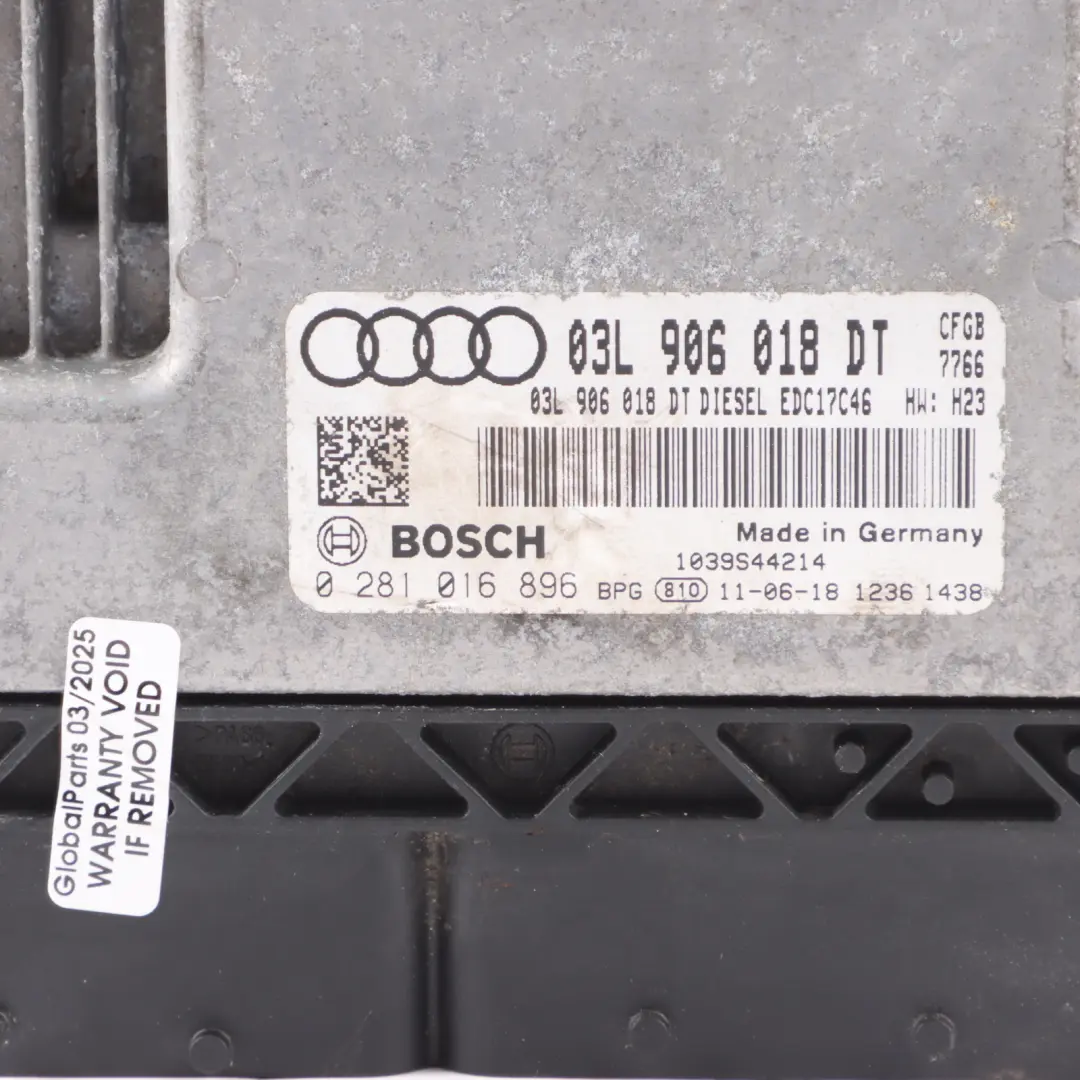 03L 906 018 DT
CFGB
7766
03L 906 018 DT DIESEL EDC17C46 HW: H23
BOSCH
Made in Germany
1039S44214
0 281 016 896 BPG 810 11-06-18 1236 1438
GlobalParts 03/2025
WARRANTY VOID
IF REMOVED